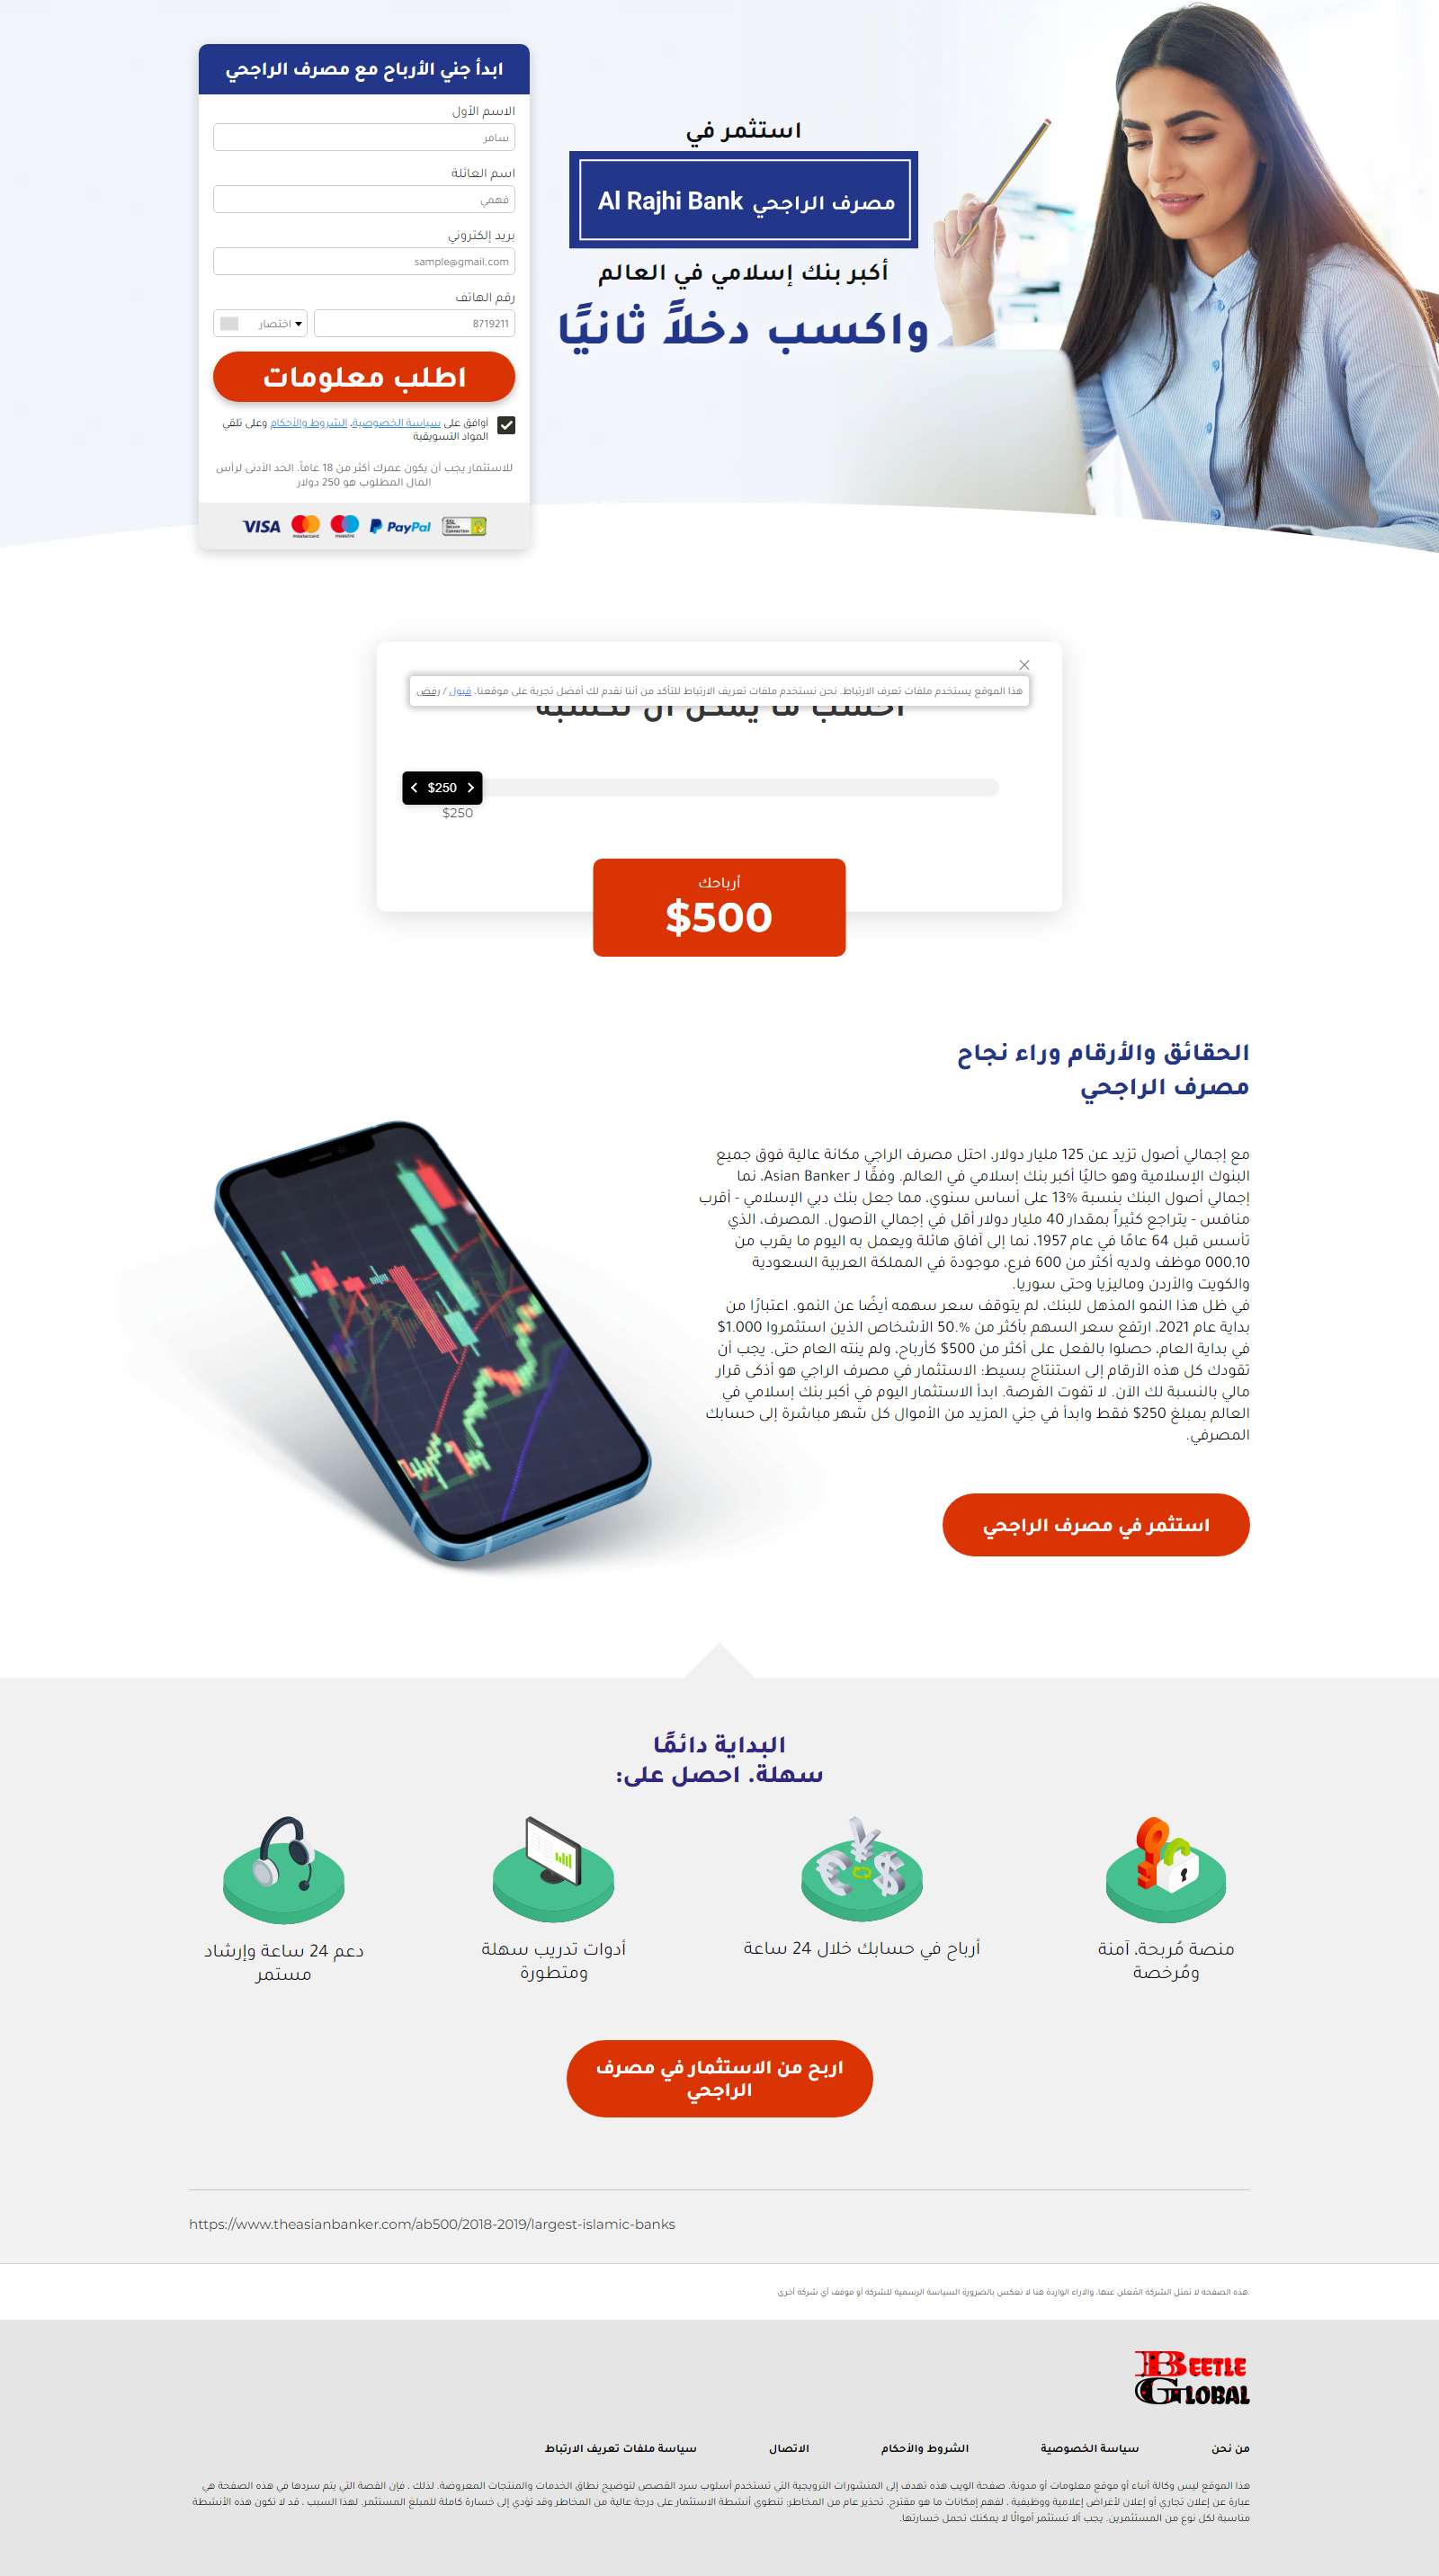 ابدأ جني الأرباح مع مصرف الراجحي
الاسم الأول
سامر
اسم العائلة
فهمي
بريد إلكتروني
sample@gmail.com
رقم الهاتف
8719211
اختصار
اطلب معلومات
أوافق على سياسة الخصوصية، الشروط والأحكام وعلى تلقي
المواد التسويقية
للاستثمار يجب أن يكون عمرك أكثر من 18 عاماً. الحد الأدنى لرأس
المال المطلوب هو 250 دولار
VISA mastercard maestro PayPal SSL Secure Connection
استثمر في
مصرف الراجحي Al Rajhi Bank
أكبر بنك إسلامي في العالم
واكسب دخلاً ثانيًا
هذا الموقع يستخدم ملفات تعرف الارتباط. نحن نستخدم ملفات تعريف الارتباط للتأكد من أننا نقدم لك أفضل تجربة على موقعنا. قبول / رفض
احسب ما يمكن أن تكسبه
$250
$250
أرباحك
$500
الحقائق والأرقام وراء نجاح
مصرف الراجحي
مع إجمالي أصول تزيد عن 125 مليار دولار، احتل مصرف الراجي مكانة عالية فوق جميع
البنوك الإسلامية وهو حاليًا أكبر بنك إسلامي في العالم. وفقًا لـ Asian Banker، نما
إجمالي أصول البنك بنسبة 13% على أساس سنوي، مما جعل بنك دبي الإسلامي - أقرب
منافس - يتراجع كثيراً بمقدار 40 مليار دولار أقل في إجمالي الأصول. المصرف، الذي
تأسس قبل 64 عامًا في عام 1957، نما إلى آفاق هائلة ويعمل به اليوم ما يقرب من
000,10 موظف ولديه أكثر من 600 فرع، موجودة في المملكة العربية السعودية
والكويت والأردن وماليزيا وحتى سوريا.
في ظل هذا النمو المذهل للبنك، لم يتوقف سعر سهمه أيضًا عن النمو. اعتبارًا من
بداية عام 2021، ارتفع سعر السهم بأكثر من %.50 الأشخاص الذين استثمروا 1.000$
في بداية العام، حصلوا بالفعل على أكثر من 500$ كأرباح، ولم ينته العام حتى. يجب أن
تقودك كل هذه الأرقام إلى استنتاج بسيط: الاستثمار في مصرف الراجي هو أذكى قرار
مالي بالنسبة لك الآن. لا تفوت الفرصة. ابدأ الاستثمار اليوم في أكبر بنك إسلامي في
العالم بمبلغ 250$ فقط وابدأ في جني المزيد من الأموال كل شهر مباشرة إلى حسابك
المصرفي.
استثمر في مصرف الراجحي
البداية دائمًا
سهلة. احصل على:
منصة مُربحة، آمنة
ومُرخصة
أرباح في حسابك خلال 24 ساعة
أدوات تدريب سهلة
ومتطورة
دعم 24 ساعة وإرشاد
مستمر
اربح من الاستثمار في مصرف
الراجحي
https://www.theasianbanker.com/ab500/2018-2019/largest-islamic-banks
هذه الصفحة لا تمثل الشركة المُعلن عنها، والآراء الواردة هنا لا تعكس بالضرورة السياسة الرسمية للشركة أو موقف أي شركة أخرى.
BEETLE
GLOBAL
من نحن
سياسة الخصوصية
الشروط والأحكام
الاتصال
سياسة ملفات تعريف الارتباط
هذا الموقع ليس وكالة أنباء أو موقع معلومات أو مدونة. صفحة الويب هذه تهدف إلى المنشورات الترويجية التي تستخدم أسلوب سرد القصص لتوضيح نطاق الخدمات والمنتجات المعروضة. لذلك ، فإن القصة التي يتم سردها في هذه الصفحة هي
عبارة عن إعلان تجاري أو إعلان لأغراض إعلامية ووظيفية ، لفهم إمكانات ما هو مقترح. تحذير عام من المخاطر: تنطوي أنشطة الاستثمار على درجة عالية من المخاطر وقد تؤدي إلى خسارة كاملة للمبلغ المستثمر. لهذا السبب ، قد لا تكون هذه الأنشطة
مناسبة لكل نوع من المستثمرين. يجب ألا تستثمر أموالًا لا يمكنك تحمل خسارتها.